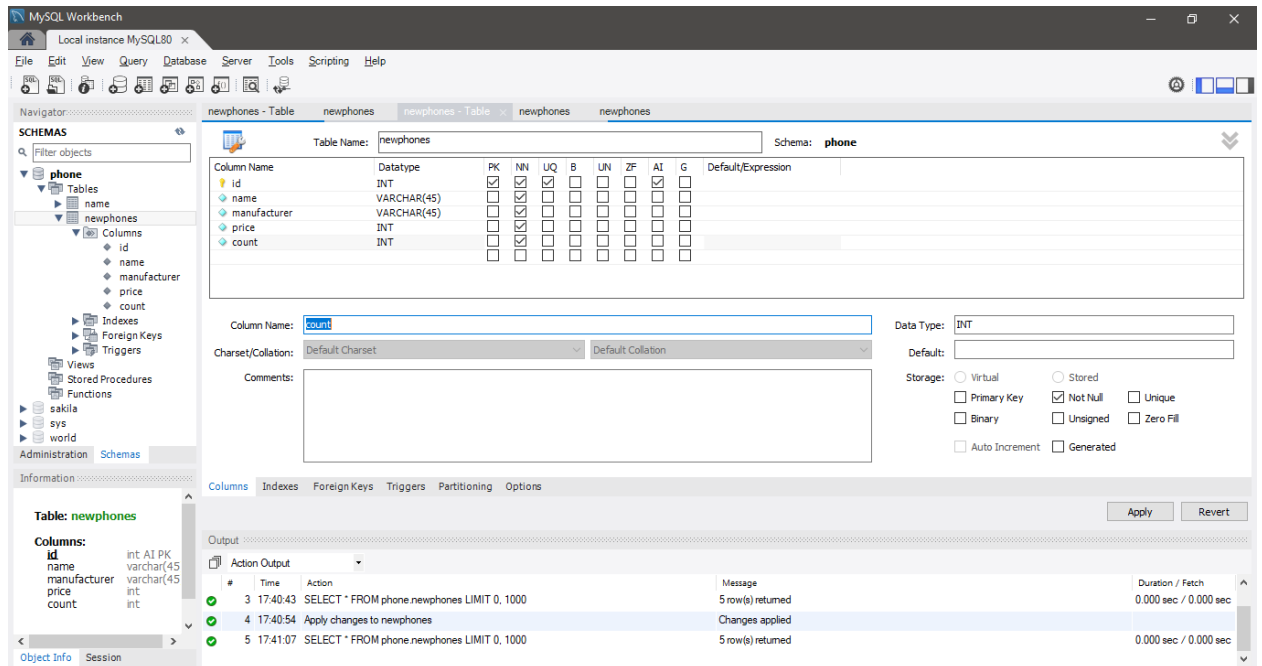 MySQL Workbench
Local instance MySQL80
File Edit View Query Database Server Tools Scripting Help
Navigator
SCHEMAS
Filter objects
phone
Tables
name
newphones
Columns
id
name
manufacturer
price
count
Indexes
Foreign Keys
Triggers
Views
Stored Procedures
Functions
sakila
sys
world
Administration Schemas
Information
Table: newphones
Columns:
id int AI PK
name varchar(45
manufacturer varchar(45
price int
count int
Object Info Session
newphones - Table newphones newphones - Table newphones newphones
Table Name: newphones Schema: phone
Column Name Datatype PK NN UQ B UN ZF AI G Default/Expression
id INT
name VARCHAR(45)
manufacturer VARCHAR(45)
price INT
count INT
Column Name: count Data Type: INT
Charset/Collation: Default Charset Default Collation Default:
Comments: Storage: Virtual Stored
Primary Key Not Null Unique
Binary Unsigned Zero Fill
Auto Increment Generated
Columns Indexes Foreign Keys Triggers Partitioning Options
Apply Revert
Output
Action Output
# Time Action Message Duration / Fetch
3 17:40:43 SELECT * FROM phone.newphones LIMIT 0, 1000 5 row(s) returned 0.000 sec / 0.000 sec
4 17:40:54 Apply changes to newphones Changes applied
5 17:41:07 SELECT * FROM phone.newphones LIMIT 0, 1000 5 row(s) returned 0.000 sec / 0.000 sec